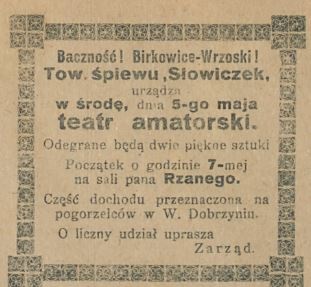 Baczność! Birkowice-Wrzoski!
Tow. śpiewu „Słowiczek„
urządza
w środę, dnia 5-go maja
teatr amatorski.
Odegrane będą dwie piękne sztuki
Początek o godzinie 7-mej
na sali pana Rzanego.
Część dochodu przeznaczona na
pogorzelców w W. Dobrzyniu.
O liczny udział uprasza
Zarząd.